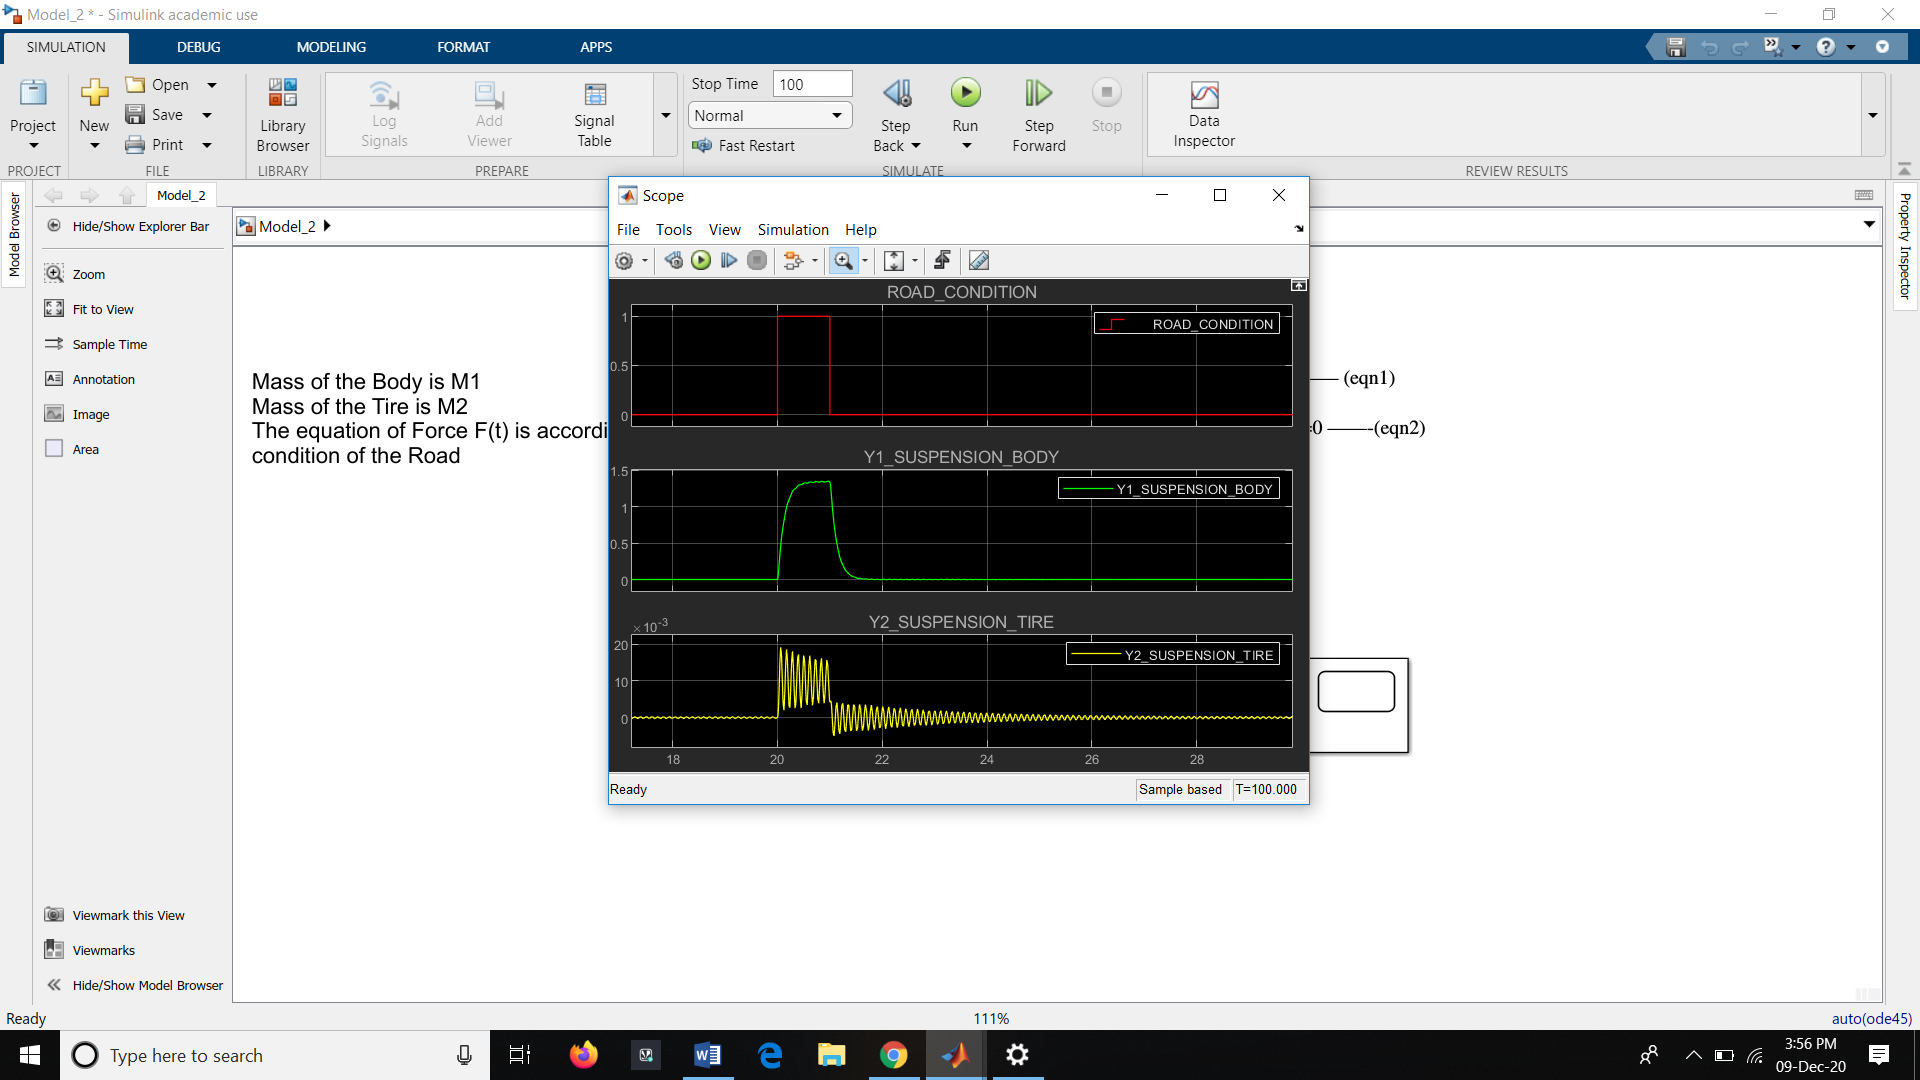 Model_2 * - Simulink academic use
SIMULATION DEBUG MODELING FORMAT APPS
Project
New
Open
Save
Print
Library Browser
Log Signals
Add Viewer
Signal Table
Stop Time 100
Normal
Fast Restart
Step Back
Run
Step Forward
Stop
Data Inspector
PROJECT FILE LIBRARY PREPARE SIMULATE REVIEW RESULTS
Model Browser
Model_2
Hide/Show Explorer Bar
Model_2
Zoom
Fit to View
Sample Time
Annotation
Image
Area
Viewmark this View
Viewmarks
Hide/Show Model Browser
Property Inspector
Mass of the Body is M1
Mass of the Tire is M2
The equation of Force F(t) is accordi
condition of the Road
(eqn1)
=0 ——-(eqn2)
Scope
File Tools View Simulation Help
ROAD_CONDITION
ROAD_CONDITION
1
0.5
0
Y1_SUSPENSION_BODY
Y1_SUSPENSION_BODY
1.5
1
0.5
0
Y2_SUSPENSION_TIRE
×10-3
Y2_SUSPENSION_TIRE
20
10
0
18 20 22 24 26 28
Ready Sample based T=100.000
Ready 111% auto(ode45)
Type here to search
3:56 PM
09-Dec-20